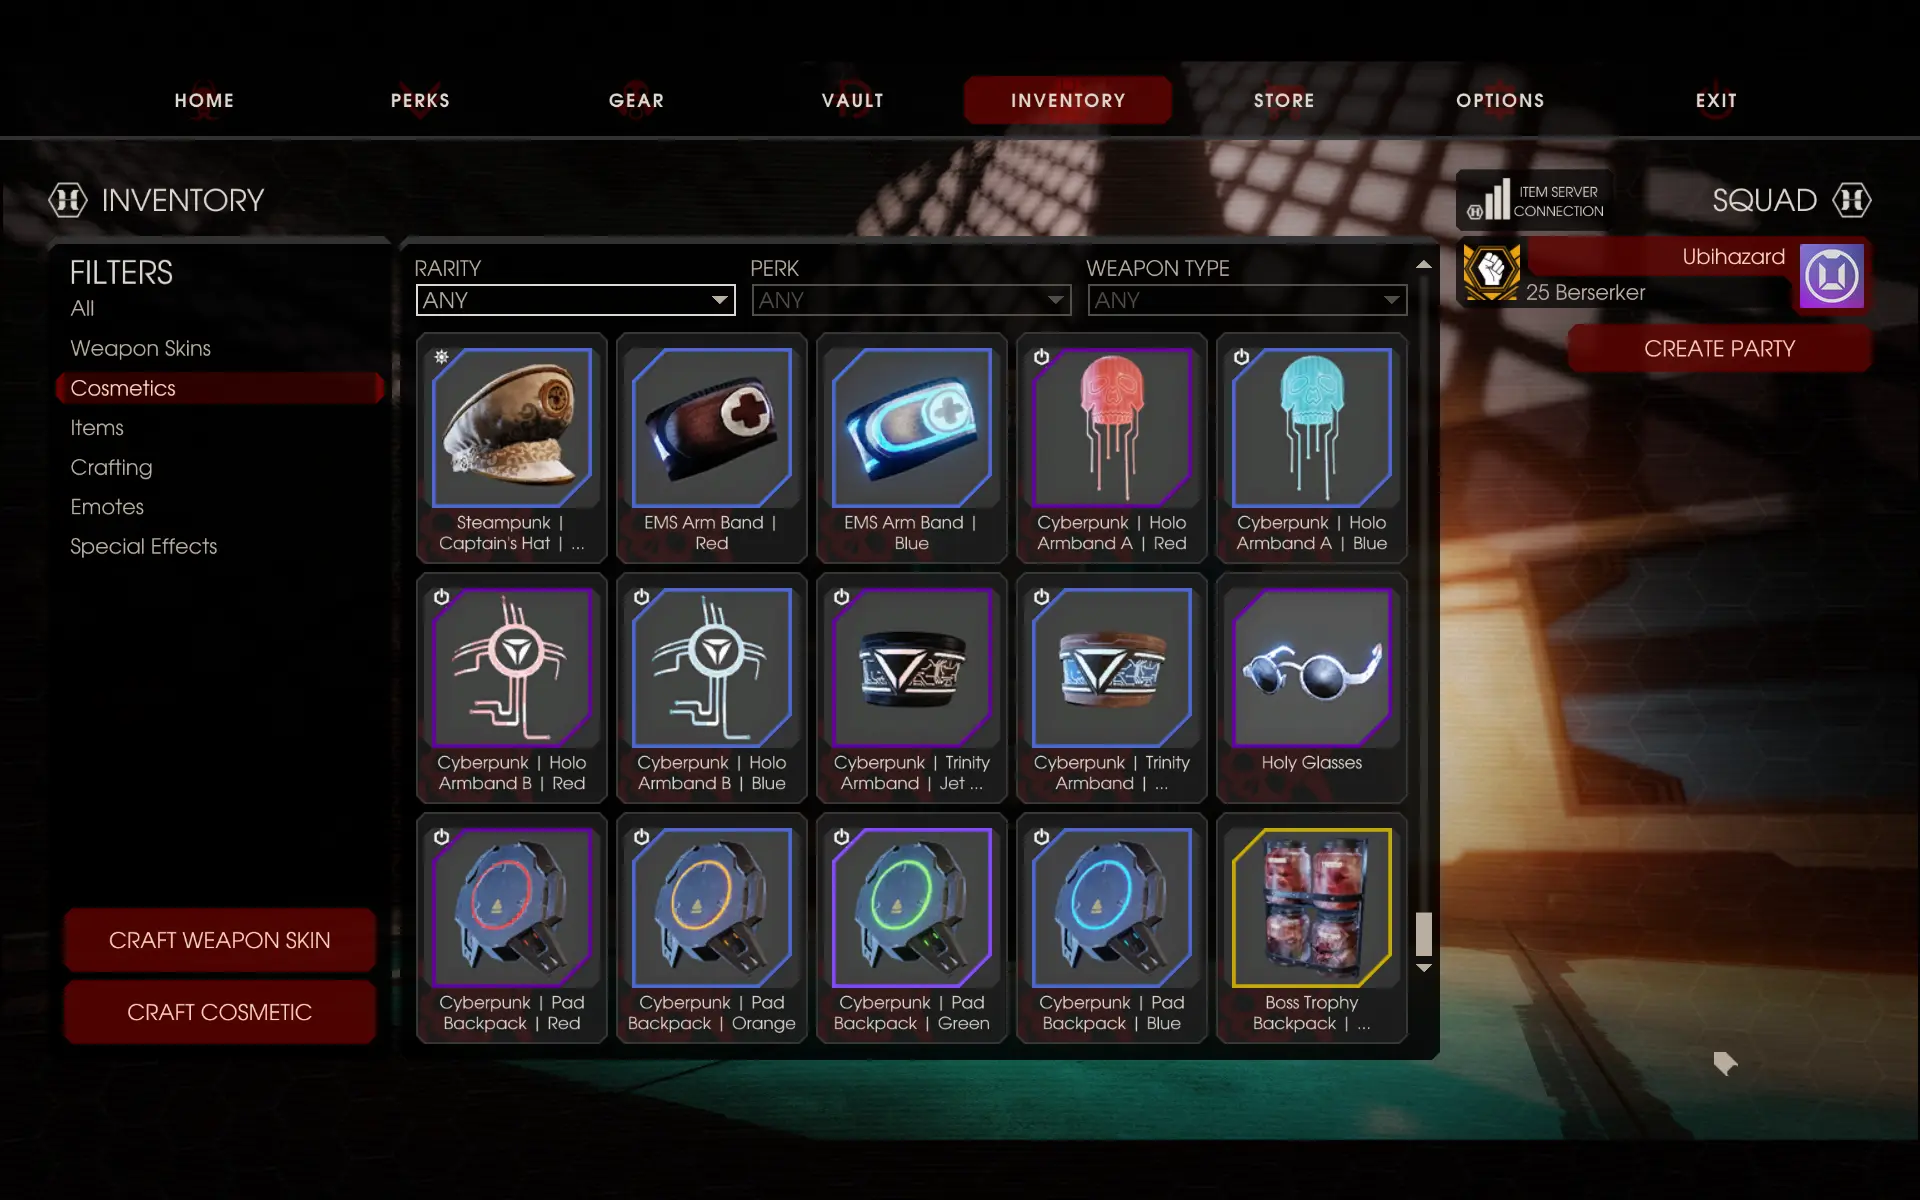 HOME
PERKS
GEAR
VAULT
INVENTORY
STORE
OPTIONS
EXIT
INVENTORY
ITEM SERVER
CONNECTION
SQUAD
FILTERS
All
Weapon Skins
Cosmetics
Items
Crafting
Emotes
Special Effects
CRAFT WEAPON SKIN
CRAFT COSMETIC
RARITY
ANY
PERK
ANY
WEAPON TYPE
ANY
Steampunk |
Captain's Hat | ...
EMS Arm Band |
Red
EMS Arm Band |
Blue
Cyberpunk | Holo
Armband A | Red
Cyberpunk | Holo
Armband A | Blue
Cyberpunk | Holo
Armband B | Red
Cyberpunk | Holo
Armband B | Blue
Cyberpunk | Trinity
Armband | Jet ...
Cyberpunk | Trinity
Armband | ...
Holy Glasses
Cyberpunk | Pad
Backpack | Red
Cyberpunk | Pad
Backpack | Orange
Cyberpunk | Pad
Backpack | Green
Cyberpunk | Pad
Backpack | Blue
Boss Trophy
Backpack | ...
Ubihazard
25 Berserker
CREATE PARTY